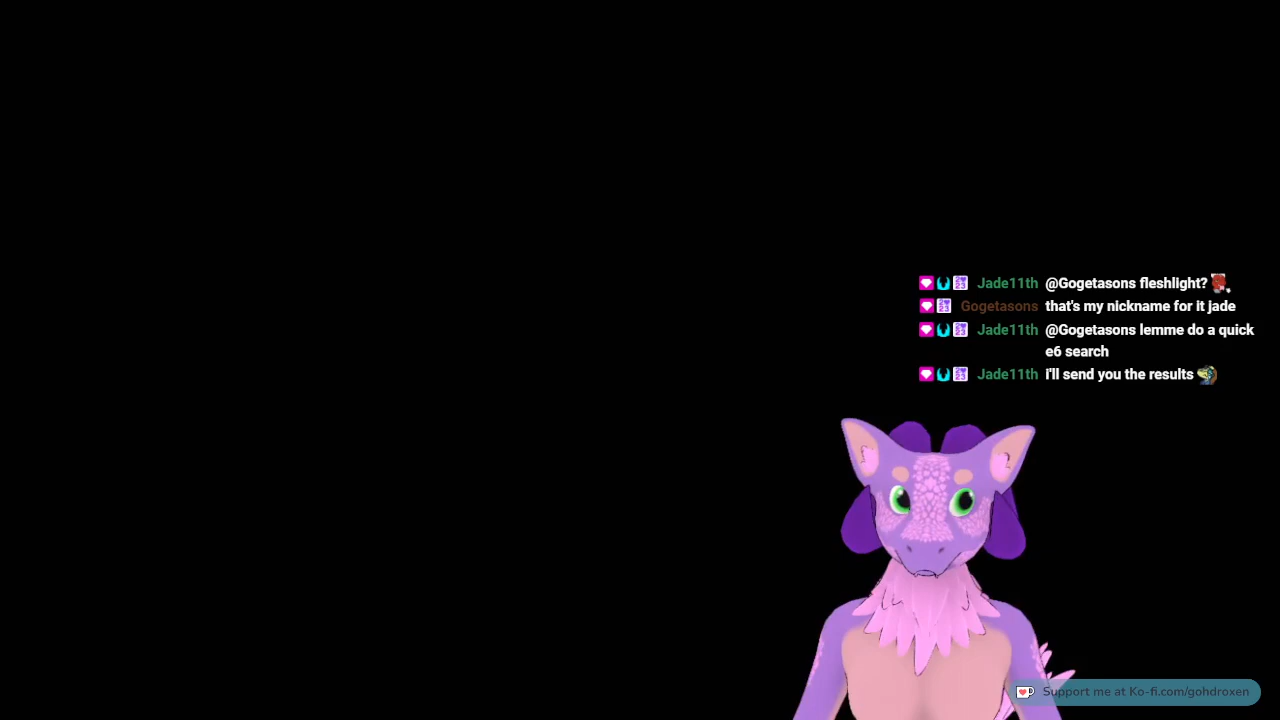 Jade11th @Gogetasons fleshlight?
Gogetasons that's my nickname for it jade
Jade11th @Gogetasons lemme do a quick
e6 search
Jade11th i'll send you the results
Support me at Ko-fi.com/gohdroxen